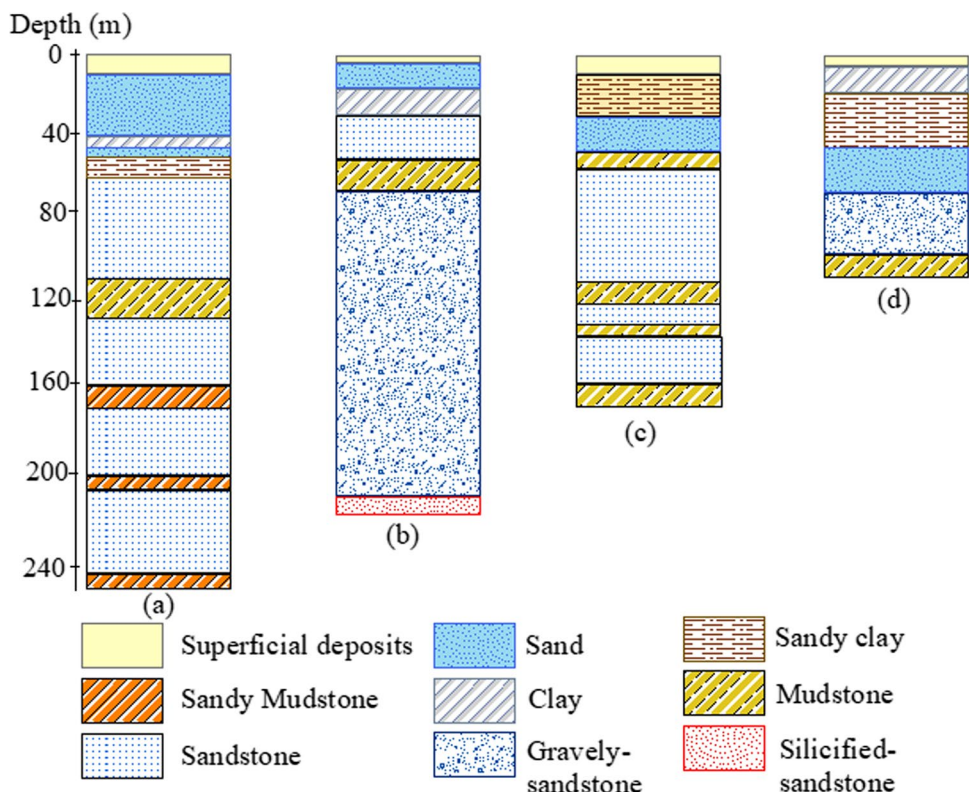 Depth (m)
0
40
80
120
160
200
240
(a)
(b)
(c)
(d)
Superficial deposits
Sand
Sandy clay
Sandy Mudstone
Clay
Mudstone
Sandstone
Gravely-
sandstone
Silicified-
sandstone